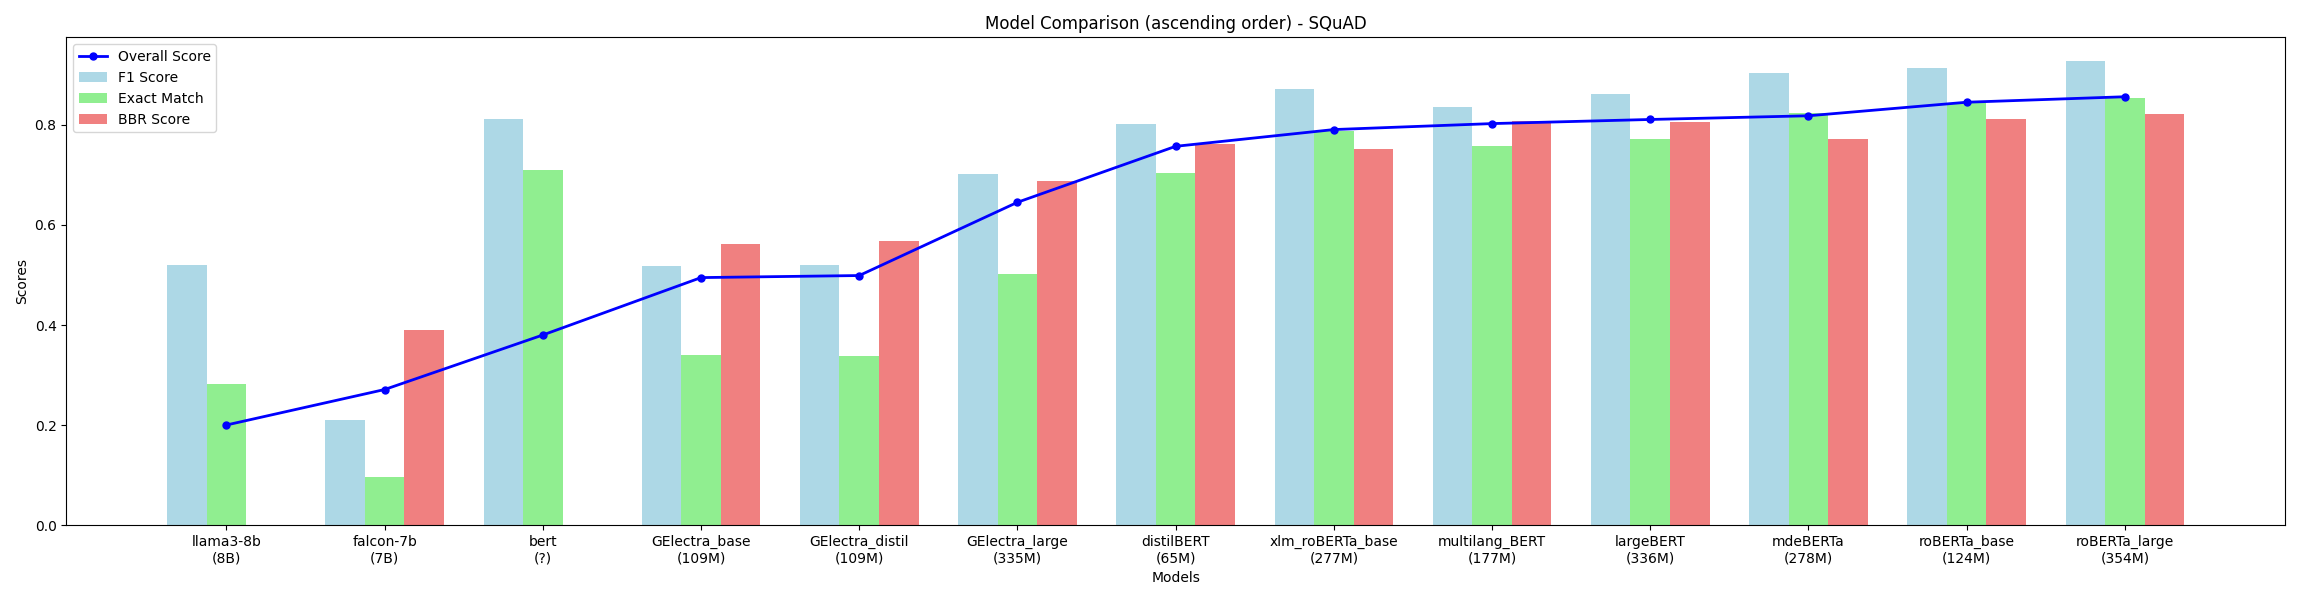 Model Comparison (ascending order) - SQuAD
Overall Score
F1 Score
Exact Match
BBR Score
Scores
0.8
0.6
0.4
0.2
0.0
llama3-8b
(8B)
falcon-7b
(7B)
bert
(?)
GElectra_base
(109M)
GElectra_distil
(109M)
GElectra_large
(335M)
distilBERT
(65M)
xlm_roBERTa_base
(277M)
multilang_BERT
(177M)
largeBERT
(336M)
mdeBERTa
(278M)
roBERTa_base
(124M)
roBERTa_large
(354M)
Models